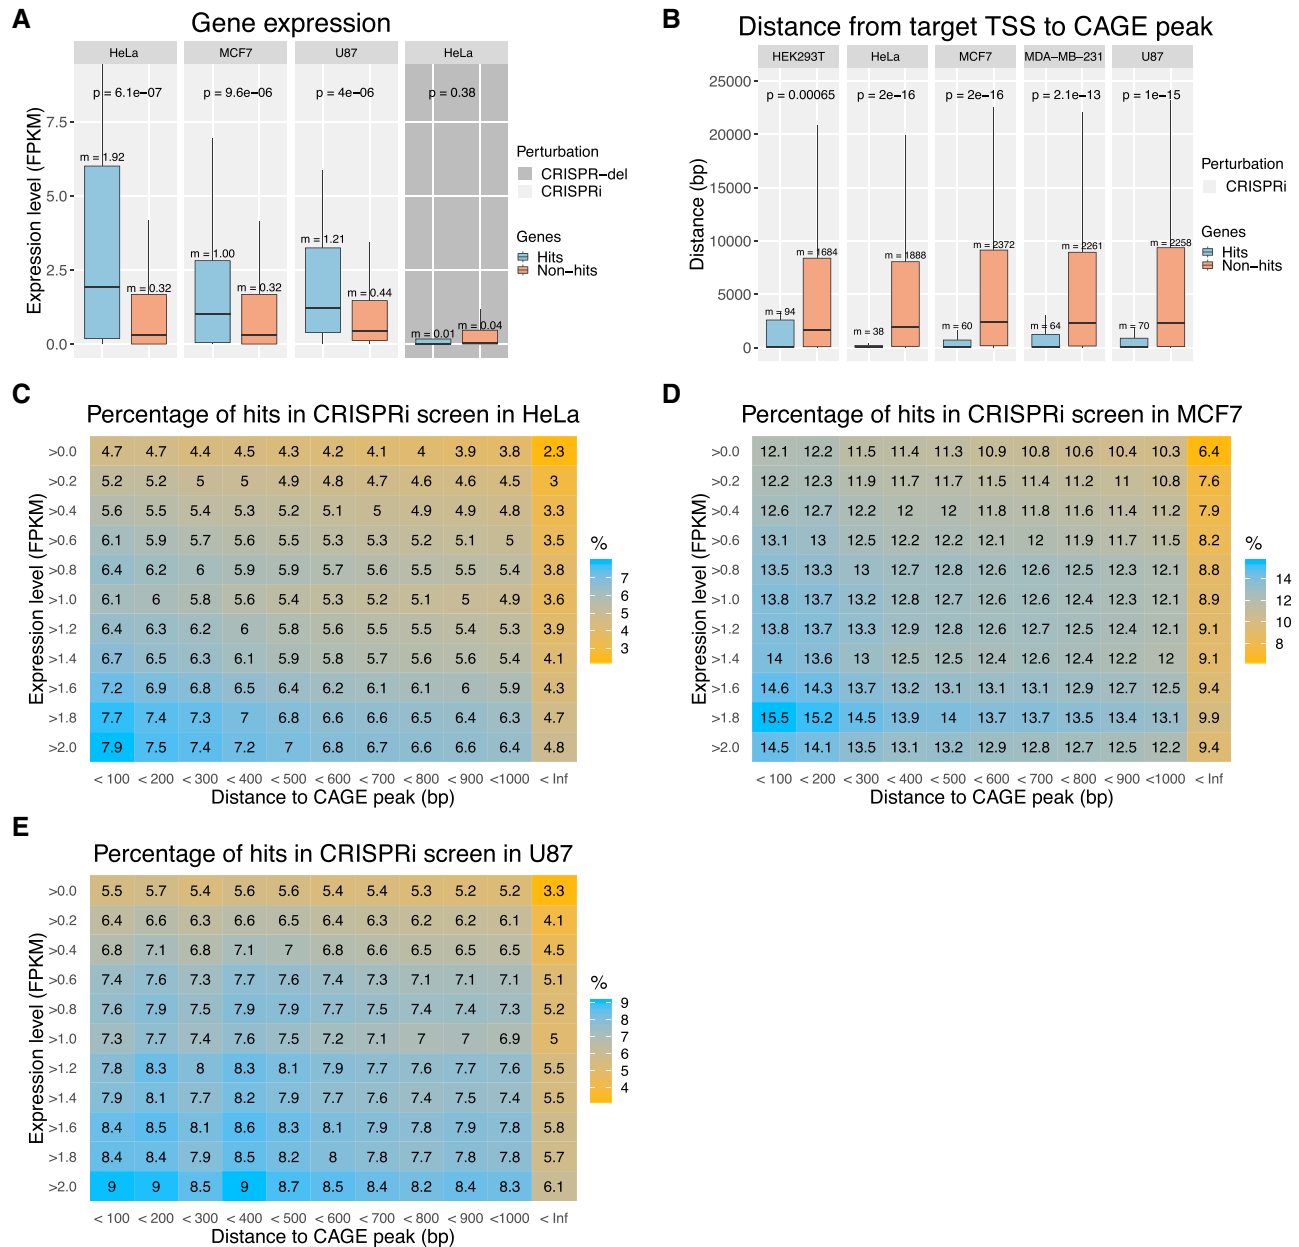 A
Gene expression
HeLa MCF7 U87 HeLa
p = 6.1e−07 p = 9.6e−06 p = 4e−06 p = 0.38
m = 1.92 m = 0.32 m = 1.00 m = 0.32 m = 1.21 m = 0.44 m = 0.01 m = 0.04
7.5
5.0
2.5
0.0
Expression level (FPKM)
Perturbation
CRISPR−del
CRISPRi
Genes
Hits
Non−hits
B
Distance from target TSS to CAGE peak
HEK293T HeLa MCF7 MDA−MB−231 U87
p = 0.00065 p = 2e−16 p = 2e−16 p = 2.1e−13 p = 1e−15
m = 94 m = 1684 m = 38 m = 1888 m = 60 m = 2372 m = 64 m = 2261 m = 70 m = 2258
25000
20000
15000
10000
5000
0
Distance (bp)
Perturbation
CRISPRi
Genes
Hits
Non−hits
C
Percentage of hits in CRISPRi screen in HeLa
Expression level (FPKM)
>0.0 4.7 4.7 4.4 4.5 4.3 4.2 4.1 4 3.9 3.8 2.3
>0.2 5.2 5.2 5 5 4.9 4.8 4.7 4.6 4.6 4.5 3
>0.4 5.6 5.5 5.4 5.3 5.2 5.1 5 4.9 4.9 4.8 3.3
>0.6 6.1 5.9 5.7 5.6 5.5 5.3 5.3 5.2 5.1 5 3.5
>0.8 6.4 6.2 6 5.9 5.9 5.7 5.6 5.5 5.5 5.4 3.8
>1.0 6.1 6 5.8 5.6 5.4 5.3 5.2 5.1 5 4.9 3.6
>1.2 6.4 6.3 6.2 6 5.8 5.6 5.5 5.5 5.4 5.3 3.9
>1.4 6.7 6.5 6.3 6.1 5.9 5.8 5.7 5.6 5.6 5.4 4.1
>1.6 7.2 6.9 6.8 6.5 6.4 6.2 6.1 6.1 6 5.9 4.3
>1.8 7.7 7.4 7.3 7 6.8 6.6 6.6 6.5 6.4 6.3 4.7
>2.0 7.9 7.5 7.4 7.2 7 6.8 6.7 6.6 6.6 6.4 4.8
< 100 < 200 < 300 < 400 < 500 < 600 < 700 < 800 < 900 <1000 < Inf
Distance to CAGE peak (bp)
%
7
6
5
4
3
D
Percentage of hits in CRISPRi screen in MCF7
Expression level (FPKM)
>0.0 12.1 12.2 11.5 11.4 11.3 10.9 10.8 10.6 10.4 10.3 6.4
>0.2 12.2 12.3 11.9 11.7 11.7 11.5 11.4 11.2 11 10.8 7.6
>0.4 12.6 12.7 12.2 12 12 11.8 11.8 11.6 11.4 11.2 7.9
>0.6 13.1 13 12.5 12.2 12.2 12.1 12 11.9 11.7 11.5 8.2
>0.8 13.5 13.3 13 12.7 12.8 12.6 12.6 12.5 12.3 12.1 8.8
>1.0 13.8 13.7 13.2 12.8 12.7 12.6 12.6 12.4 12.3 12.1 8.9
>1.2 13.8 13.7 13.3 12.9 12.8 12.6 12.7 12.5 12.4 12.1 9.1
>1.4 14 13.6 13 12.5 12.5 12.4 12.6 12.4 12.2 12 9.1
>1.6 14.6 14.3 13.7 13.2 13.1 13.1 13.1 12.9 12.7 12.5 9.4
>1.8 15.5 15.2 14.5 13.9 14 13.7 13.7 13.5 13.4 13.1 9.9
>2.0 14.5 14.1 13.5 13.1 13.2 12.9 12.8 12.7 12.5 12.2 9.4
< 100 < 200 < 300 < 400 < 500 < 600 < 700 < 800 < 900 <1000 < Inf
Distance to CAGE peak (bp)
%
14
12
10
8
E
Percentage of hits in CRISPRi screen in U87
Expression level (FPKM)
>0.0 5.5 5.7 5.4 5.6 5.6 5.4 5.4 5.3 5.2 5.2 3.3
>0.2 6.4 6.6 6.3 6.6 6.5 6.4 6.3 6.2 6.2 6.1 4.1
>0.4 6.8 7.1 6.8 7.1 7 6.8 6.6 6.5 6.5 6.5 4.5
>0.6 7.4 7.6 7.3 7.7 7.6 7.4 7.3 7.1 7.1 7.1 5.1
>0.8 7.6 7.9 7.5 7.9 7.9 7.7 7.5 7.4 7.4 7.3 5.2
>1.0 7.3 7.7 7.4 7.6 7.5 7.2 7.1 7 7 6.9 5
>1.2 7.8 8.3 8 8.3 8.1 7.9 7.7 7.6 7.7 7.6 5.5
>1.4 7.9 8.1 7.7 8.2 7.9 7.7 7.6 7.4 7.5 7.4 5.5
>1.6 8.4 8.5 8.1 8.6 8.3 8.1 7.9 7.8 7.9 7.8 5.8
>1.8 8.4 8.4 7.9 8.5 8.2 8 7.8 7.7 7.8 7.8 5.7
>2.0 9 9 8.5 9 8.7 8.5 8.4 8.2 8.4 8.3 6.1
< 100 < 200 < 300 < 400 < 500 < 600 < 700 < 800 < 900 <1000 < Inf
Distance to CAGE peak (bp)
%
9
8
7
6
5
4